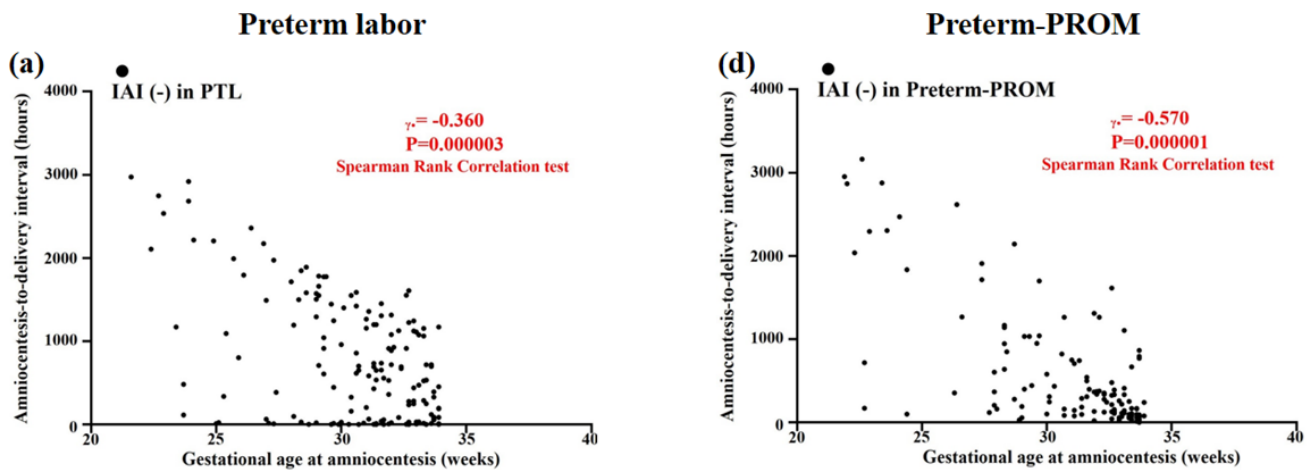 Preterm labor
(a)
IAI (-) in PTL
γ.= -0.360
P=0.000003
Spearman Rank Correlation test
Amniocentesis-to-delivery interval (hours)
4000
3000
2000
1000
0
20
25
30
35
40
Gestational age at amniocentesis (weeks)
Preterm-PROM
(d)
IAI (-) in Preterm-PROM
γ.= -0.570
P=0.000001
Spearman Rank Correlation test
Amniocentesis-to-delivery interval (hours)
4000
3000
2000
1000
0
20
25
30
35
40
Gestational age at amniocentesis (weeks)